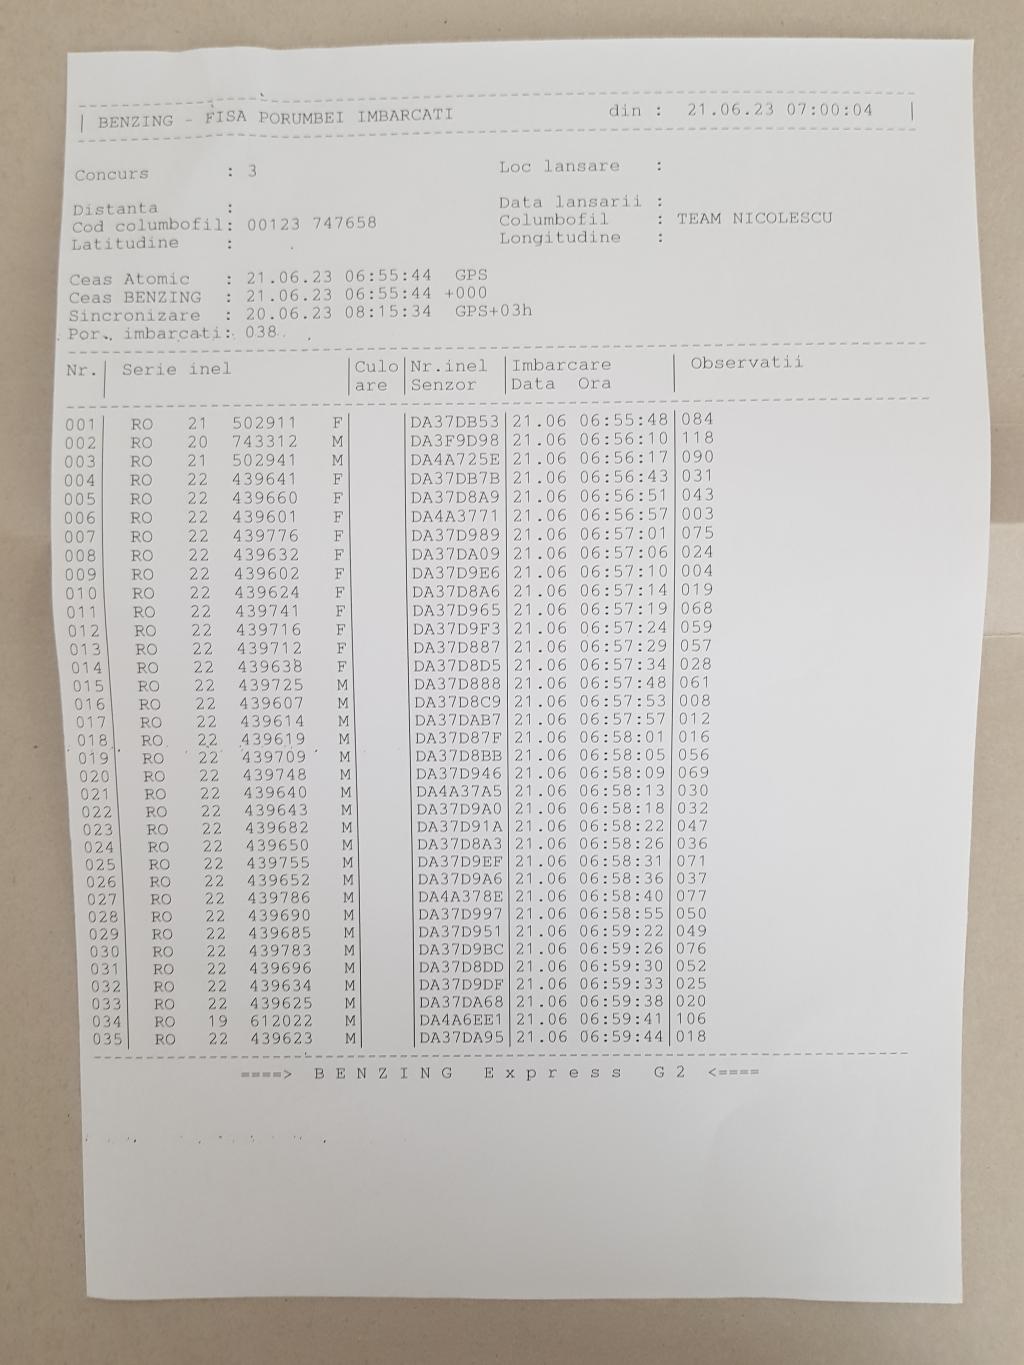 BENZING - FISA PORUMBEI IMBARCATI din : 21.06.23 07:00:04
Concurs : 3 Loc lansare :
Distanta : Data lansarii :
Cod columbofil: 00123 747658 Columbofil : TEAM NICOLESCU
Latitudine : Longitudine :
Ceas Atomic : 21.06.23 06:55:44 GPS
Ceas BENZING : 21.06.23 06:55:44 +000
Sincronizare : 20.06.23 08:15:34 GPS+03h
Por. imbarcati: 038
Nr. Serie inel Culo Nr.inel Imbarcare Observatii
are Senzor Data Ora
001 RO 21 502911 F DA37DB53 21.06 06:55:48 084
002 RO 20 743312 M DA3F9D98 21.06 06:56:10 118
003 RO 21 502941 M DA4A725E 21.06 06:56:17 090
004 RO 22 439641 F DA37DB7B 21.06 06:56:43 031
005 RO 22 439660 F DA37D8A9 21.06 06:56:51 043
006 RO 22 439601 F DA4A3771 21.06 06:56:57 003
007 RO 22 439776 F DA37D989 21.06 06:57:01 075
008 RO 22 439632 F DA37DA09 21.06 06:57:06 024
009 RO 22 439602 F DA37D9E6 21.06 06:57:10 004
010 RO 22 439624 F DA37D8A6 21.06 06:57:14 019
011 RO 22 439741 F DA37D965 21.06 06:57:19 068
012 RO 22 439716 F DA37D9F3 21.06 06:57:24 059
013 RO 22 439712 F DA37D887 21.06 06:57:29 057
014 RO 22 439638 F DA37D8D5 21.06 06:57:34 028
015 RO 22 439725 M DA37D888 21.06 06:57:48 061
016 RO 22 439607 M DA37D8C9 21.06 06:57:53 008
017 RO 22 439614 M DA37DAB7 21.06 06:57:57 012
018 RO 22 439619 M DA37D87F 21.06 06:58:01 016
019 RO 22 439709 M DA37D8BB 21.06 06:58:05 056
020 RO 22 439748 M DA37D946 21.06 06:58:09 069
021 RO 22 439640 M DA4A37A5 21.06 06:58:13 030
022 RO 22 439643 M DA37D9A0 21.06 06:58:18 032
023 RO 22 439682 M DA37D91A 21.06 06:58:22 047
024 RO 22 439650 M DA37D8A3 21.06 06:58:26 036
025 RO 22 439755 M DA37D9EF 21.06 06:58:31 071
026 RO 22 439652 M DA37D9A6 21.06 06:58:36 037
027 RO 22 439786 M DA4A378E 21.06 06:58:40 077
028 RO 22 439690 M DA37D997 21.06 06:58:55 050
029 RO 22 439685 M DA37D951 21.06 06:59:22 049
030 RO 22 439783 M DA37D9BC 21.06 06:59:26 076
031 RO 22 439696 M DA37D8DD 21.06 06:59:30 052
032 RO 22 439634 M DA37D9DF 21.06 06:59:33 025
033 RO 22 439625 M DA37DA68 21.06 06:59:38 020
034 RO 19 612022 M DA4A6EE1 21.06 06:59:41 106
035 RO 22 439623 M DA37DA95 21.06 06:59:44 018
====> B E N Z I N G E x p r e s s G 2 <====